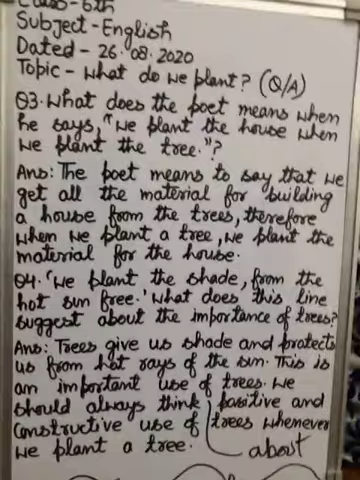 Class-6th
Subject-English
Dated - 26.08.2020
Topic - What do we plant? (Q/A)
Q3. What does the poet means when
he says, "We plant the house when
we plant the tree."?
Ans: The poet means to say that we
get all the material for building
a house from the trees, therefore
when we plant a tree, we plant the
material for the house.
Q4. 'We plant the shade, from the
hot sun free.' What does this line
suggest about the importance of trees?
Ans: Trees give us shade and protects
us from hot rays of the sun. This is
an important use of trees. We
should always think positive and
constructive use of trees whenever
we plant a tree. about